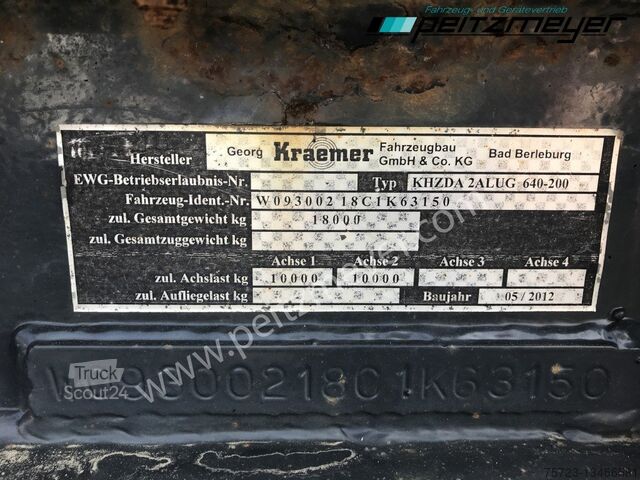 Fahrzeug- und Gerätevertrieb
peitzmeyer
Hersteller Georg Kraemer Fahrzeugbau GmbH & Co. KG Bad Berleburg
EWG-Betriebserlaubnis-Nr. Typ KHZDA 2ALUG 640-200
Fahrzeug-Ident.-Nr. W09300218C1K63150
zul. Gesamtgewicht kg 18000
zul. Gesamtzuggewicht kg
Achse 1 Achse 2 Achse 3 Achse 4
zul. Achslast kg 10000 10000
zul. Aufliegelast kg Baujahr 05/2012
www.peitzmeyer.com
W09300218C1K63150
Truck
Scout24